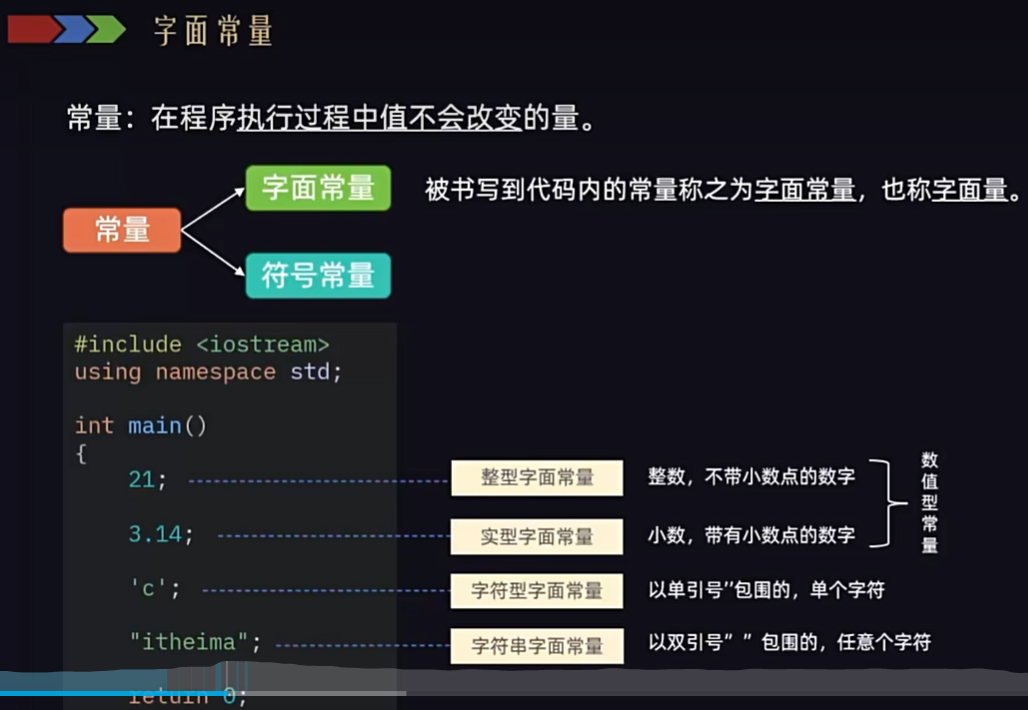 字面常量
常量：在程序执行过程中值不会改变的量。
字面常量
被书写到代码内的常量称之为字面常量，也称字面量。
常量
符号常量
#include <iostream>
using namespace std;
int main()
{
21;
整型字面常量
整数，不带小数点的数字
3.14;
实型字面常量
小数，带有小数点的数字
数值型常量
'c';
字符型字面常量
以单引号''包围的，单个字符
"itheima";
字符串字面常量
以双引号” ” 包围的，任意个字符
return 0;